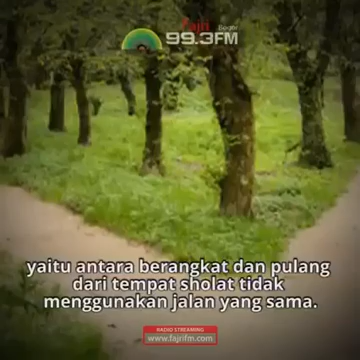 Fajri Bogor
99.3FM
yaitu antara berangkat dan pulang
dari tempat sholat tidak
menggunakan jalan yang sama.
RADIO STREAMING
www.fajrifm.com